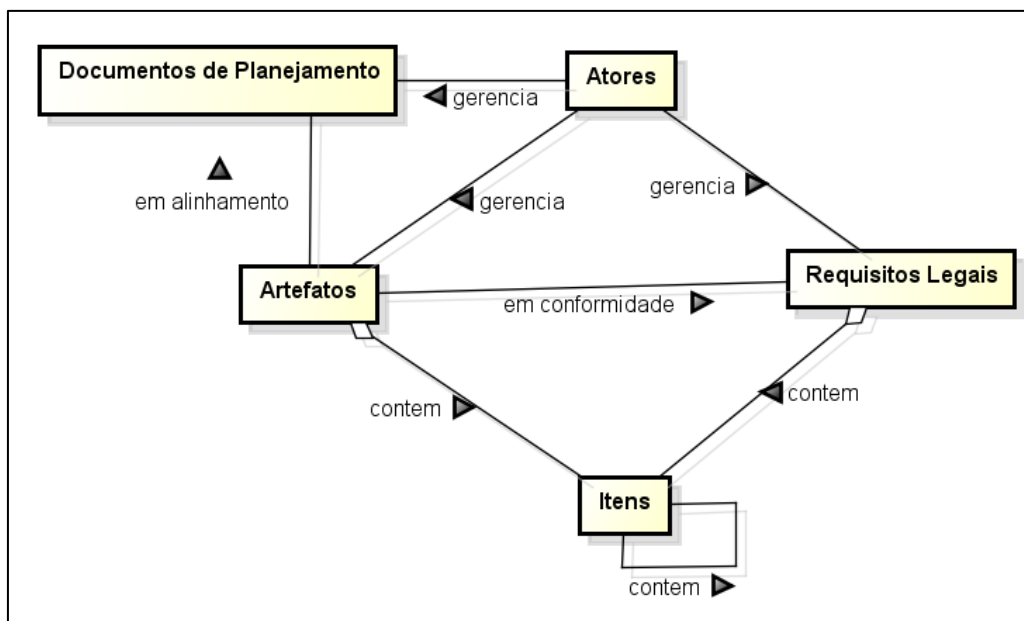 Documentos de Planejamento
Atores
gerencia
em alinhamento
gerencia
gerencia
Artefatos
Requisitos Legais
em conformidade
contem
contem
Itens
contem